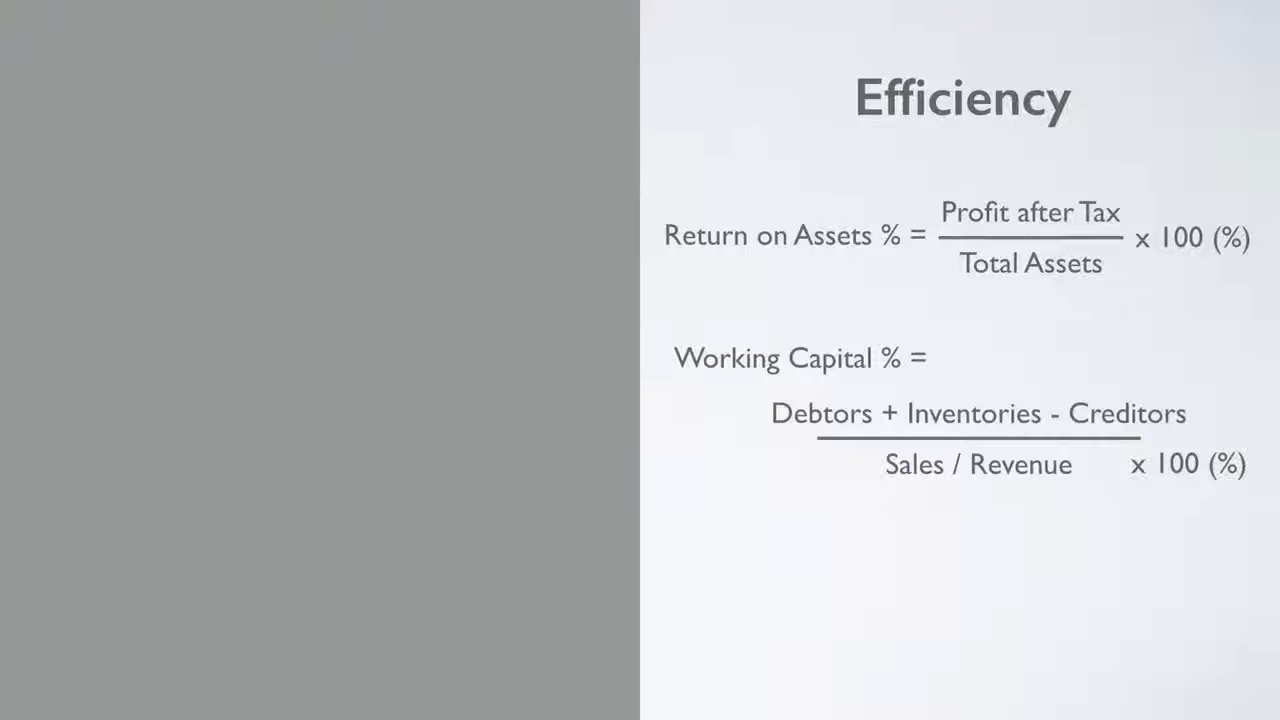 Efficiency
Profit after Tax
Return on Assets % = x 100 (%)
Total Assets
Working Capital % =
Debtors + Inventories - Creditors
Sales / Revenue x 100 (%)